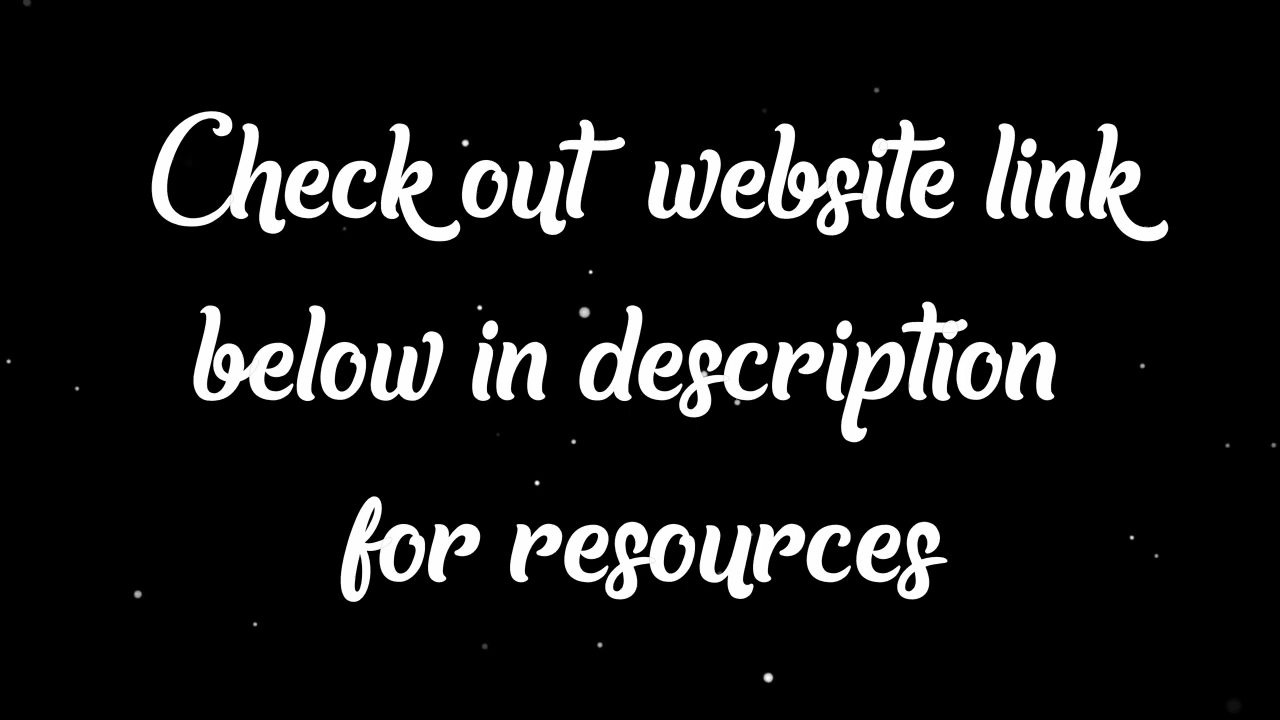 Check out website link
below in description
for resources